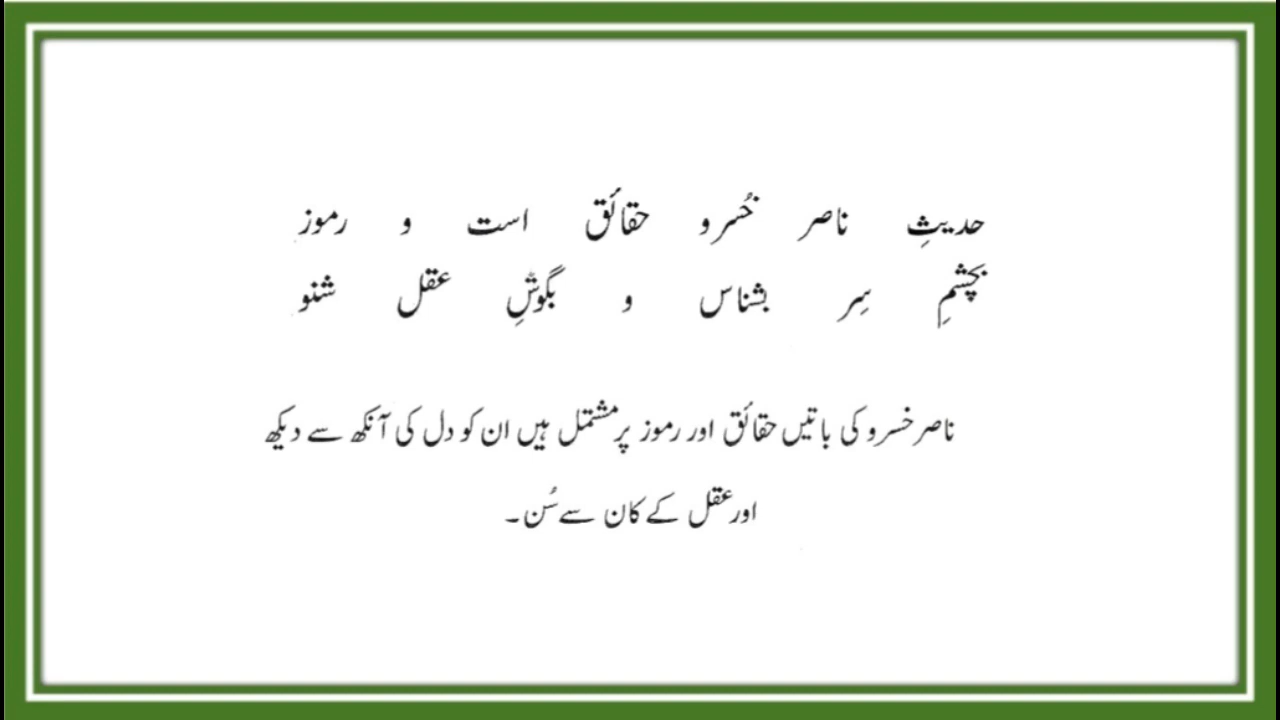 حدیثِ ناصر خُسرو حقائق است و رموز
بچشمِ سِر بشناس و بگوشِ عقل شنو
ناصر خسرو کی باتیں حقائق اور رموز پر مشتمل ہیں ان کو دل کی آنکھ سے دیکھ
اور عقل کے کان سے سُن۔